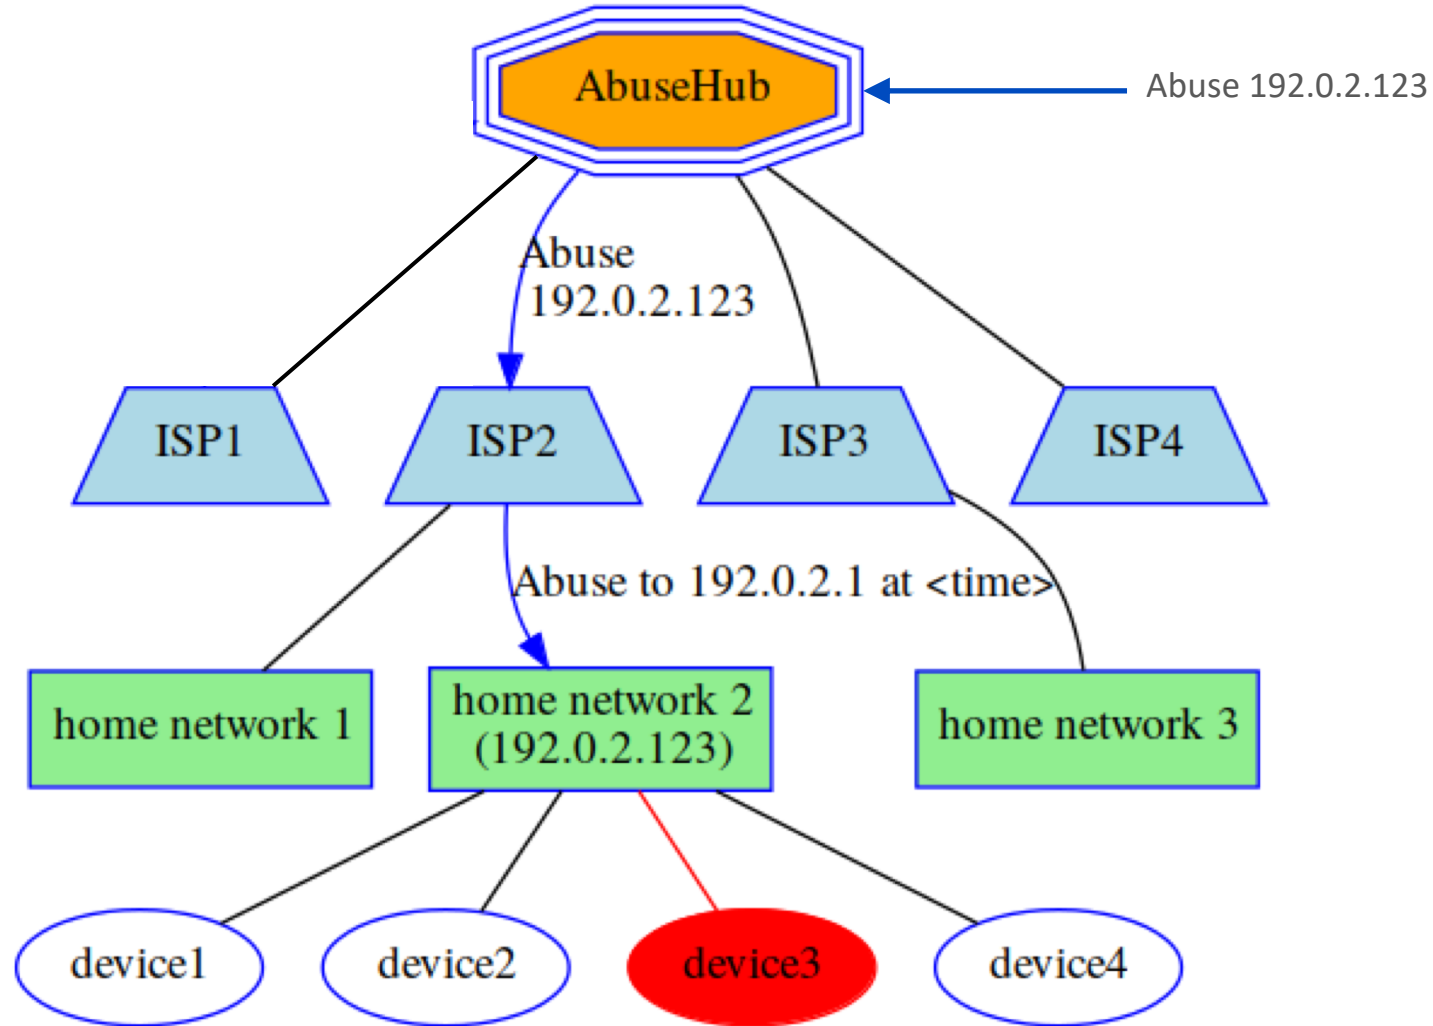 AbuseHub
Abuse 192.0.2.123
Abuse
192.0.2.123
ISP1
ISP2
ISP3
ISP4
Abuse to 192.0.2.1 at <time>
home network 1
home network 2
(192.0.2.123)
home network 3
device1
device2
device3
device4